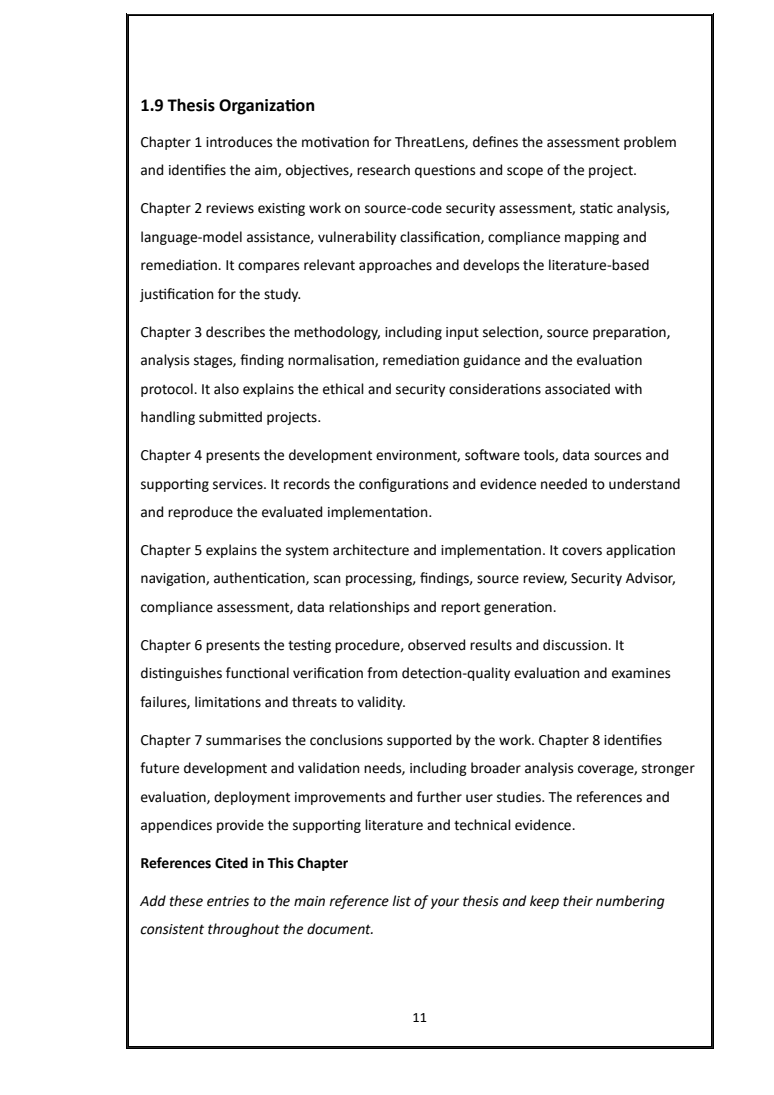 1.9 Thesis Organization
Chapter 1 introduces the motivation for ThreatLens, defines the assessment problem
and identifies the aim, objectives, research questions and scope of the project.
Chapter 2 reviews existing work on source-code security assessment, static analysis,
language-model assistance, vulnerability classification, compliance mapping and
remediation. It compares relevant approaches and develops the literature-based
justification for the study.
Chapter 3 describes the methodology, including input selection, source preparation,
analysis stages, finding normalisation, remediation guidance and the evaluation
protocol. It also explains the ethical and security considerations associated with
handling submitted projects.
Chapter 4 presents the development environment, software tools, data sources and
supporting services. It records the configurations and evidence needed to understand
and reproduce the evaluated implementation.
Chapter 5 explains the system architecture and implementation. It covers application
navigation, authentication, scan processing, findings, source review, Security Advisor,
compliance assessment, data relationships and report generation.
Chapter 6 presents the testing procedure, observed results and discussion. It
distinguishes functional verification from detection-quality evaluation and examines
failures, limitations and threats to validity.
Chapter 7 summarises the conclusions supported by the work. Chapter 8 identifies
future development and validation needs, including broader analysis coverage, stronger
evaluation, deployment improvements and further user studies. The references and
appendices provide the supporting literature and technical evidence.
References Cited in This Chapter
Add these entries to the main reference list of your thesis and keep their numbering
consistent throughout the document.
11